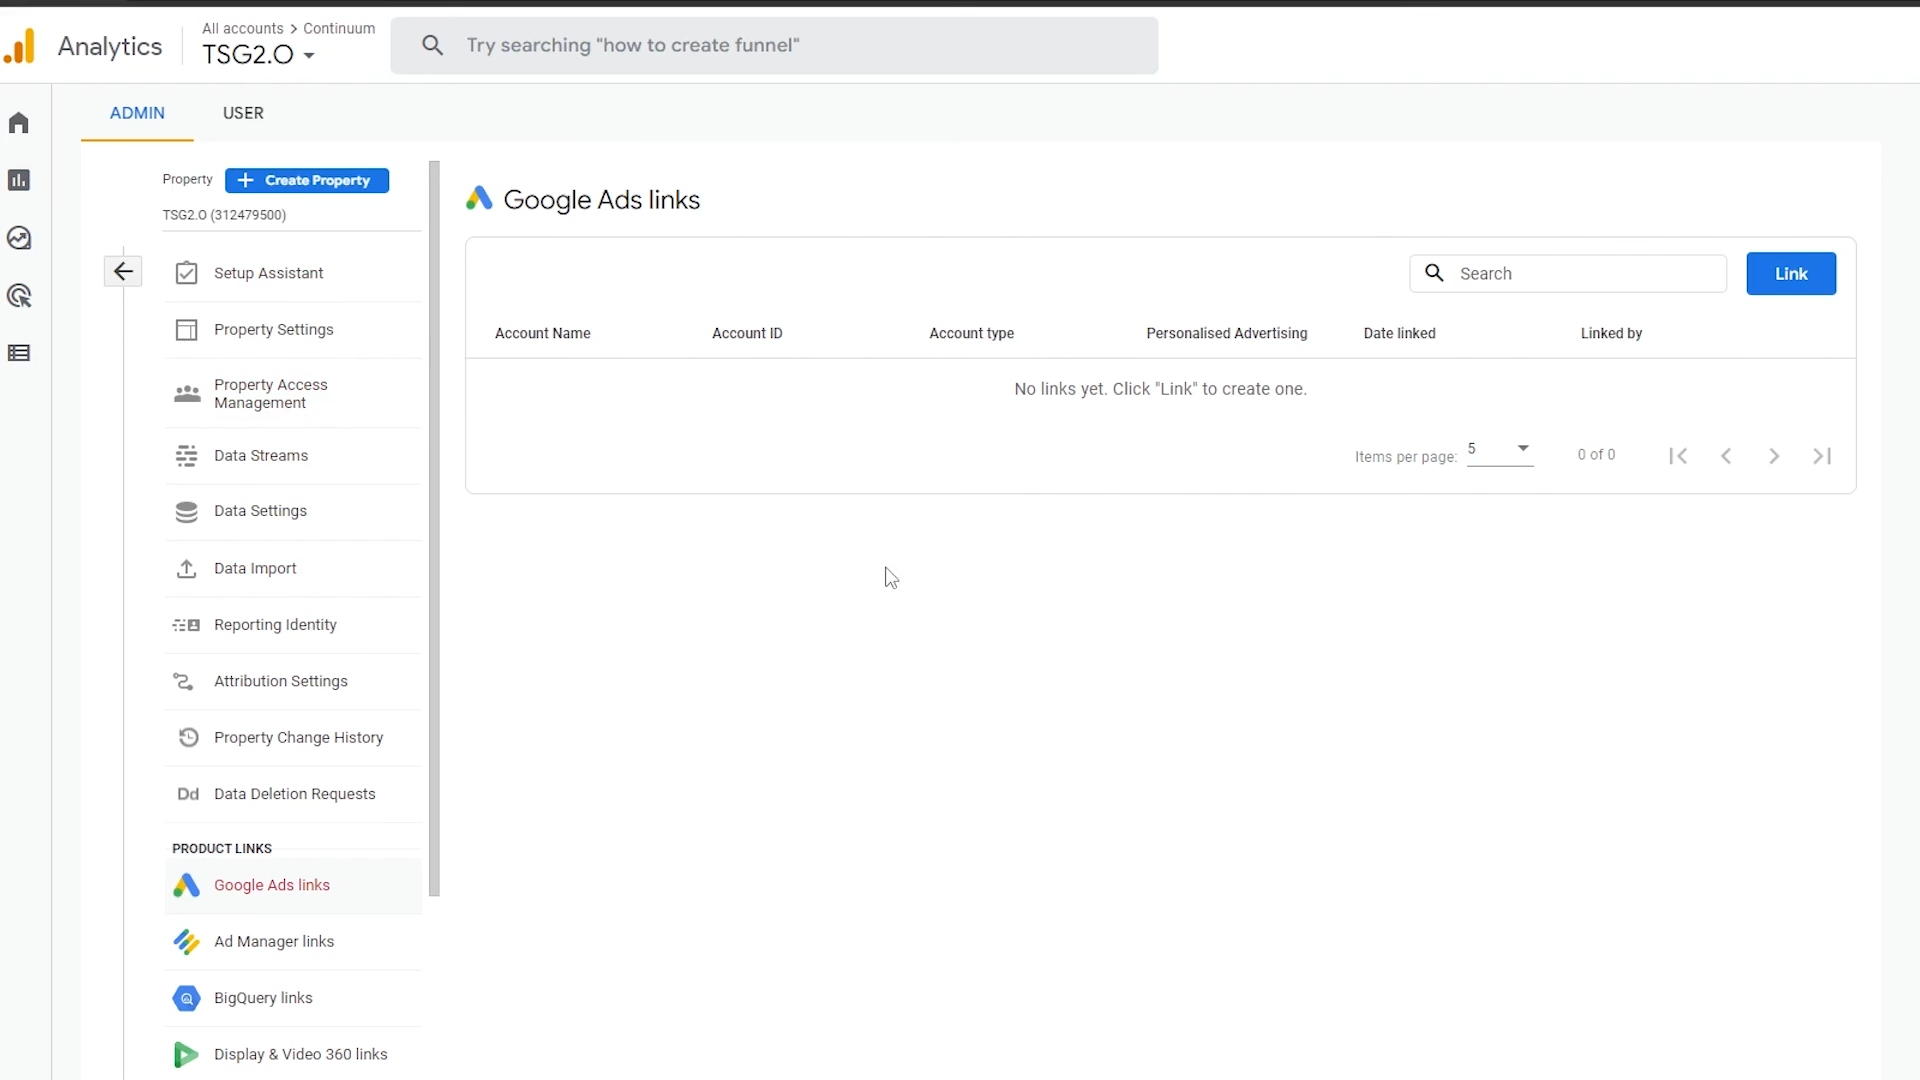 Analytics
All accounts > Continuum
TSG2.O
Try searching "how to create funnel"
ADMIN
USER
Property
Create Property
TSG2.O (312479500)
Setup Assistant
Property Settings
Property Access
Management
Data Streams
Data Settings
Data Import
Reporting Identity
Attribution Settings
Property Change History
Dd Data Deletion Requests
PRODUCT LINKS
Google Ads links
Ad Manager links
BigQuery links
Display & Video 360 links
Google Ads links
Search
Link
Account Name Account ID Account type Personalised Advertising Date linked Linked by
No links yet. Click "Link" to create one.
Items per page: 5 0 of 0